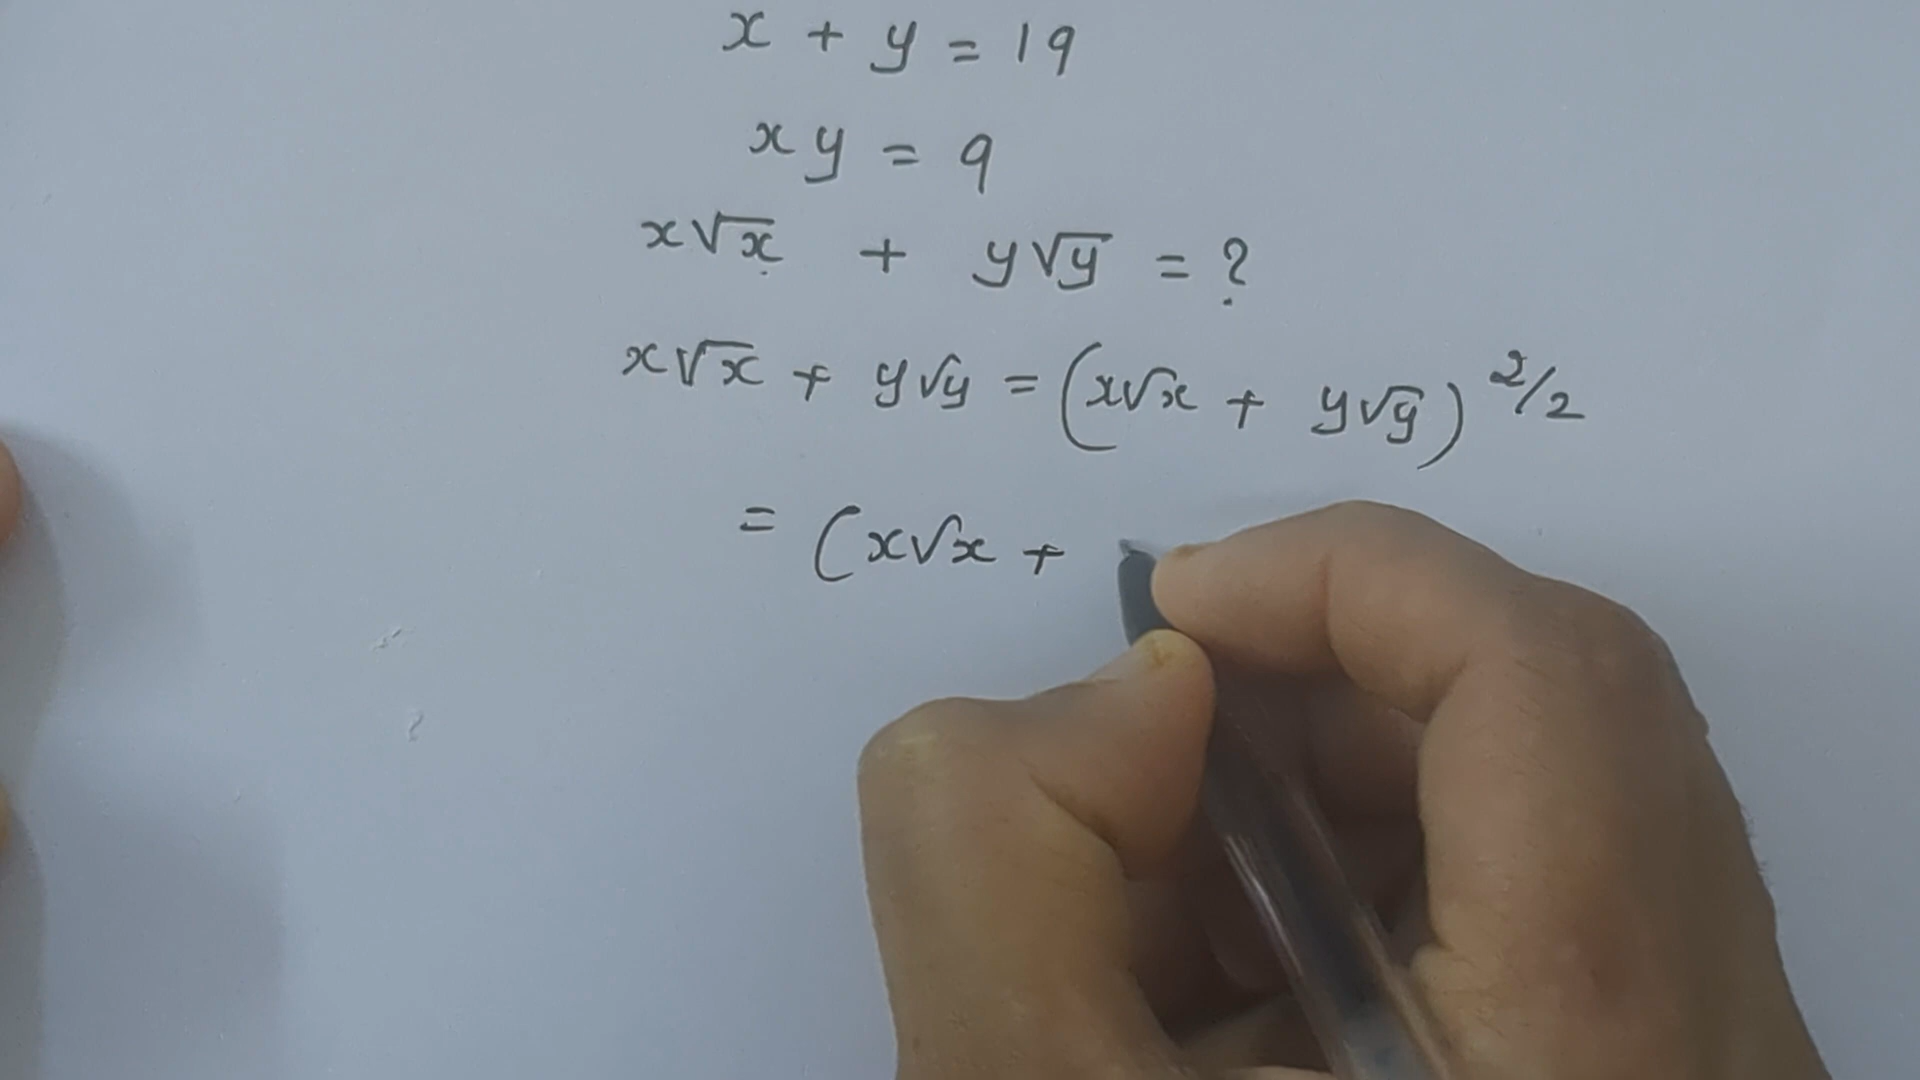 x + y = 19
xy = 9
x√x + y√y = ?
x√x + y√y = (x√x + y√y)^2/2
= (x√x +